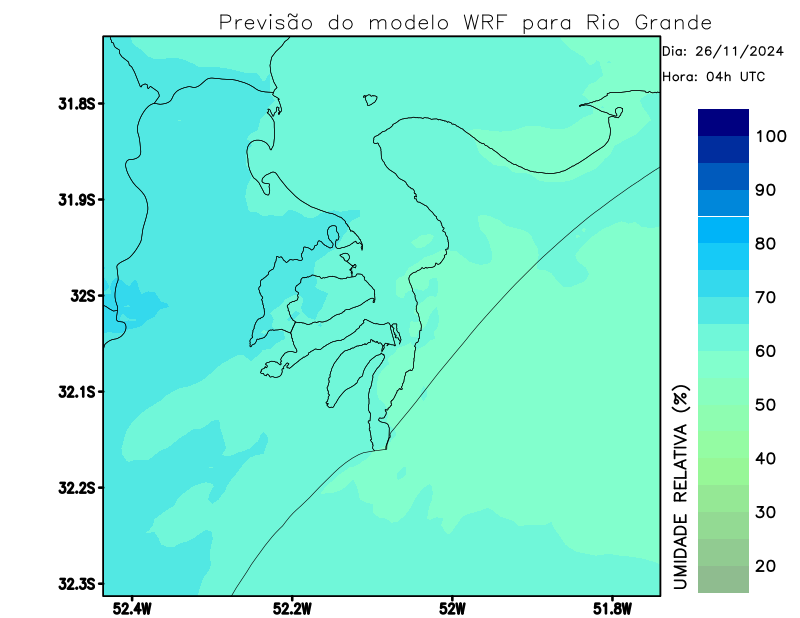 Previsão do modelo WRF para Rio Grande
Dia: 26/11/2024
Hora: 04h UTC
31.8S
31.9S
32S
32.1S
32.2S
32.3S
52.4W
52.2W
52W
51.8W
100
90
80
70
60
50
40
30
20
UMIDADE RELATIVA (%)